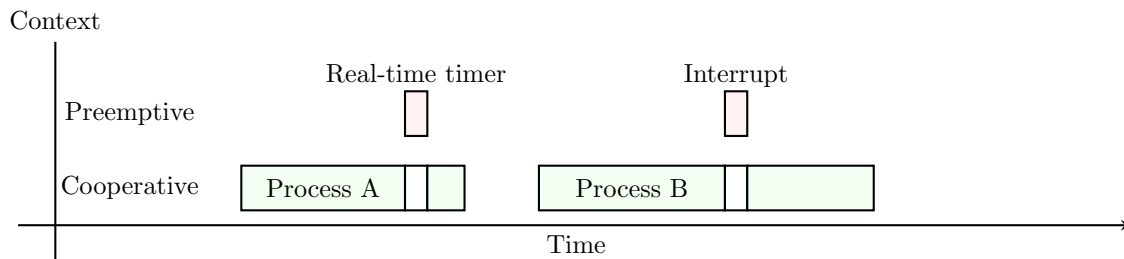 Context
Real-time timer
Interrupt
Preemptive
Cooperative
Process A
Process B
Time